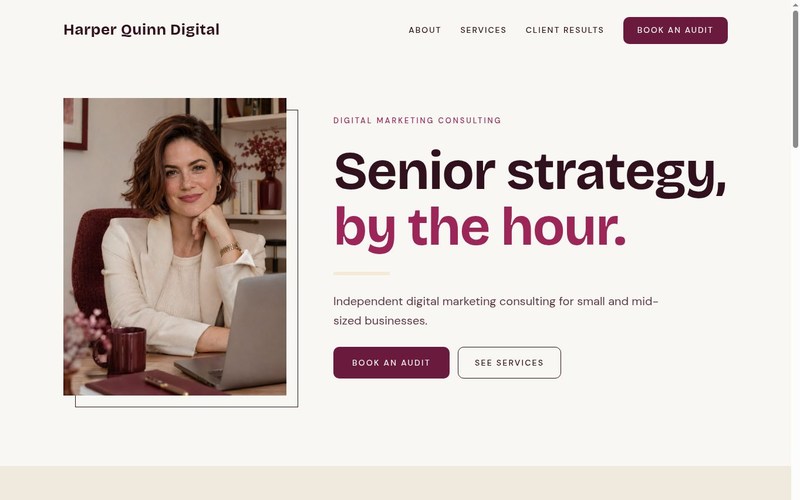 Harper Quinn Digital
ABOUT
SERVICES
CLIENT RESULTS
BOOK AN AUDIT
DIGITAL MARKETING CONSULTING
Senior strategy,
by the hour.
Independent digital marketing consulting for small and mid-
sized businesses.
BOOK AN AUDIT
SEE SERVICES